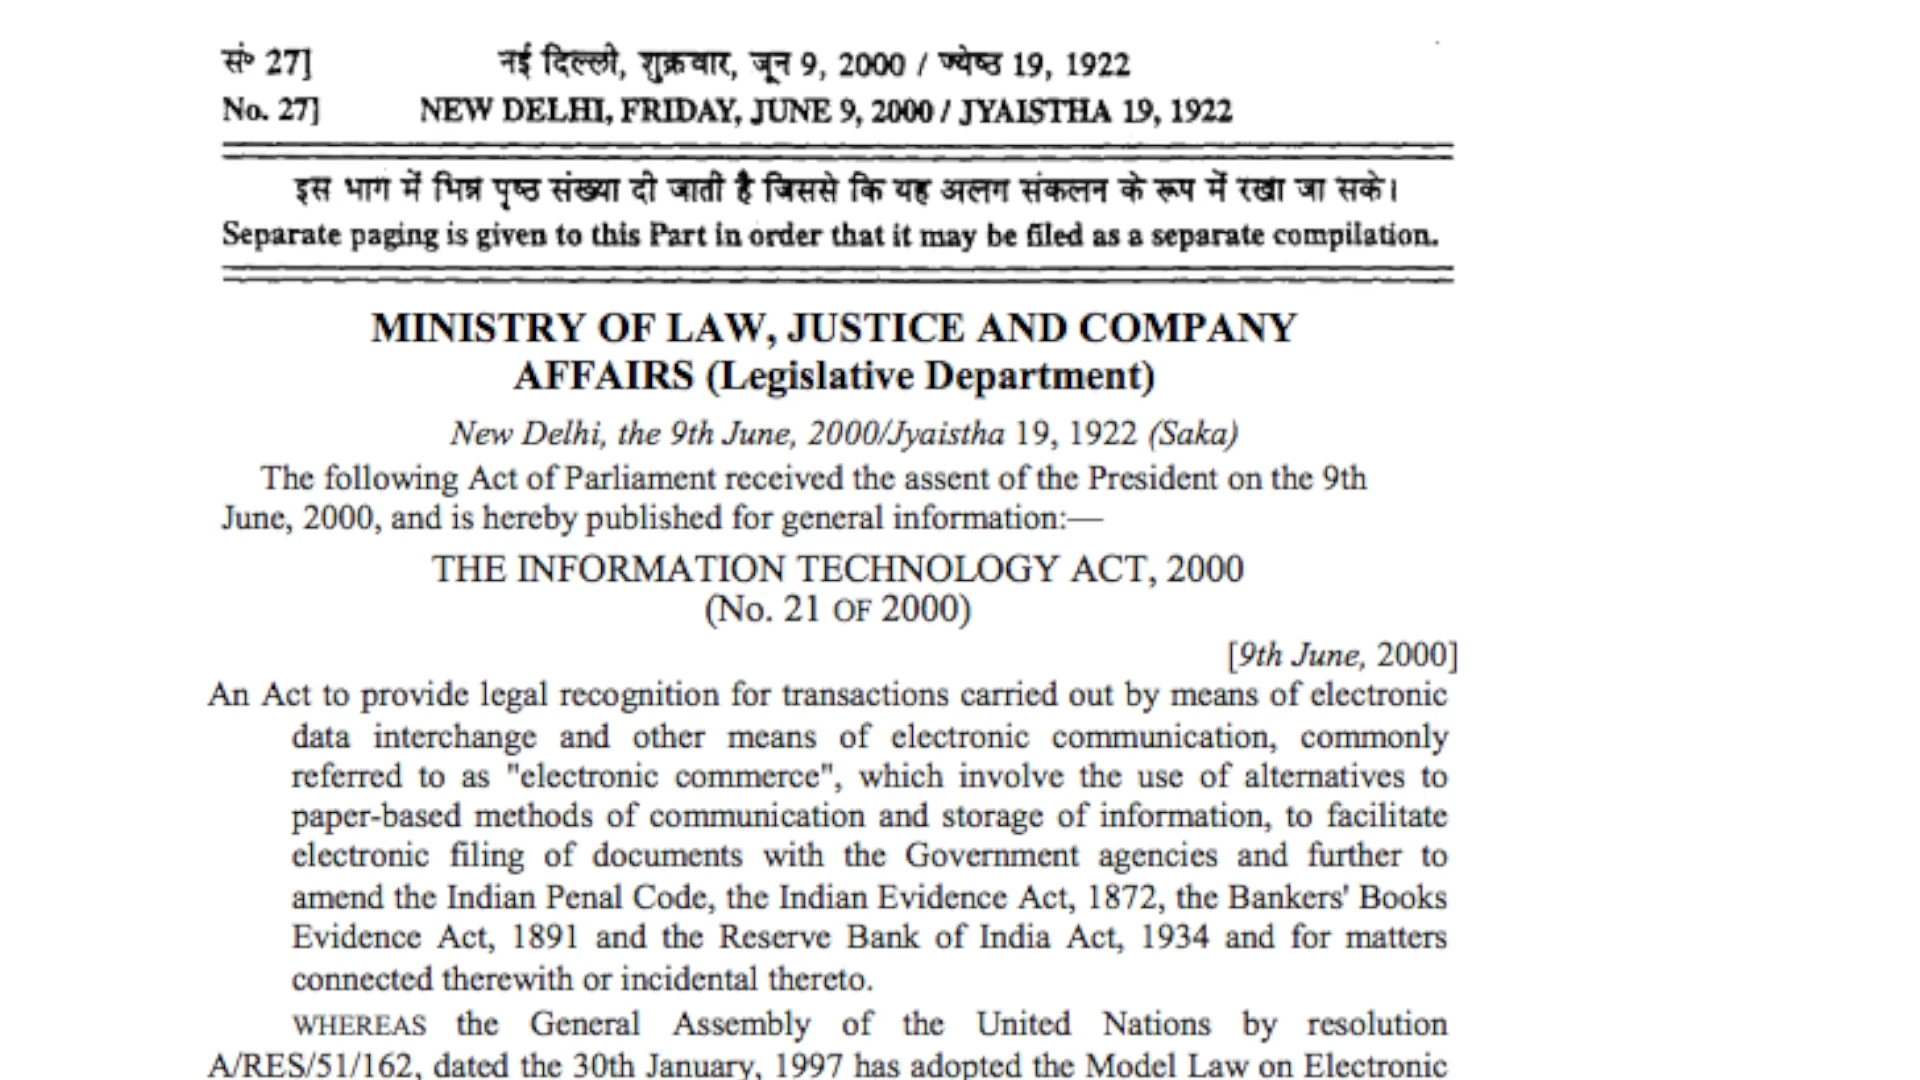 सं॰ 27] नई दिल्ली, शुक्रवार, जून 9, 2000 / ज्येष्ठ 19, 1922
No. 27] NEW DELHI, FRIDAY, JUNE 9, 2000 / JYAISTHA 19, 1922
इस भाग में भिन्न पृष्ठ संख्या दी जाती है जिससे कि यह अलग संकलन के रूप में रखा जा सके।
Separate paging is given to this Part in order that it may be filed as a separate compilation.
MINISTRY OF LAW, JUSTICE AND COMPANY
AFFAIRS (Legislative Department)
New Delhi, the 9th June, 2000/Jyaistha 19, 1922 (Saka)
The following Act of Parliament received the assent of the President on the 9th
June, 2000, and is hereby published for general information:—
THE INFORMATION TECHNOLOGY ACT, 2000
(No. 21 OF 2000)
[9th June, 2000]
An Act to provide legal recognition for transactions carried out by means of electronic
data interchange and other means of electronic communication, commonly
referred to as "electronic commerce", which involve the use of alternatives to
paper-based methods of communication and storage of information, to facilitate
electronic filing of documents with the Government agencies and further to
amend the Indian Penal Code, the Indian Evidence Act, 1872, the Bankers' Books
Evidence Act, 1891 and the Reserve Bank of India Act, 1934 and for matters
connected therewith or incidental thereto.
WHEREAS the General Assembly of the United Nations by resolution
A/RES/51/162, dated the 30th January, 1997 has adopted the Model Law on Electronic